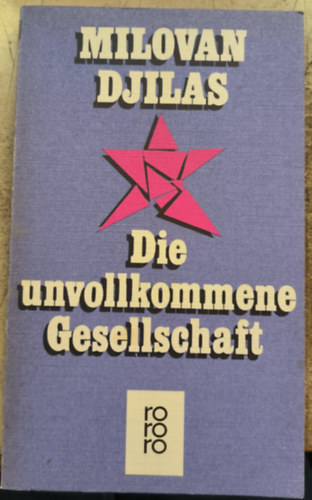 MILOVAN
DJILAS
Die
unvollkommene
Gesellschaft
ro
ro
ro